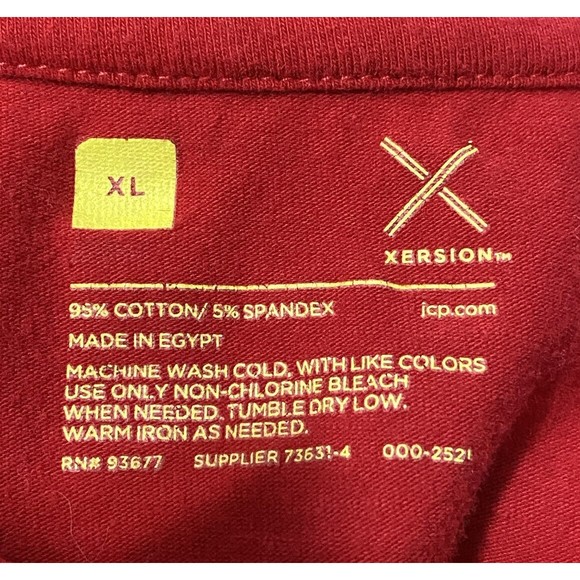 XL
XERSION™
95% COTTON/ 5% SPANDEX jcp.com
MADE IN EGYPT
MACHINE WASH COLD, WITH LIKE COLORS
USE ONLY NON-CHLORINE BLEACH
WHEN NEEDED. TUMBLE DRY LOW.
WARM IRON AS NEEDED.
RN# 93677 SUPPLIER 73631-4 000-2521